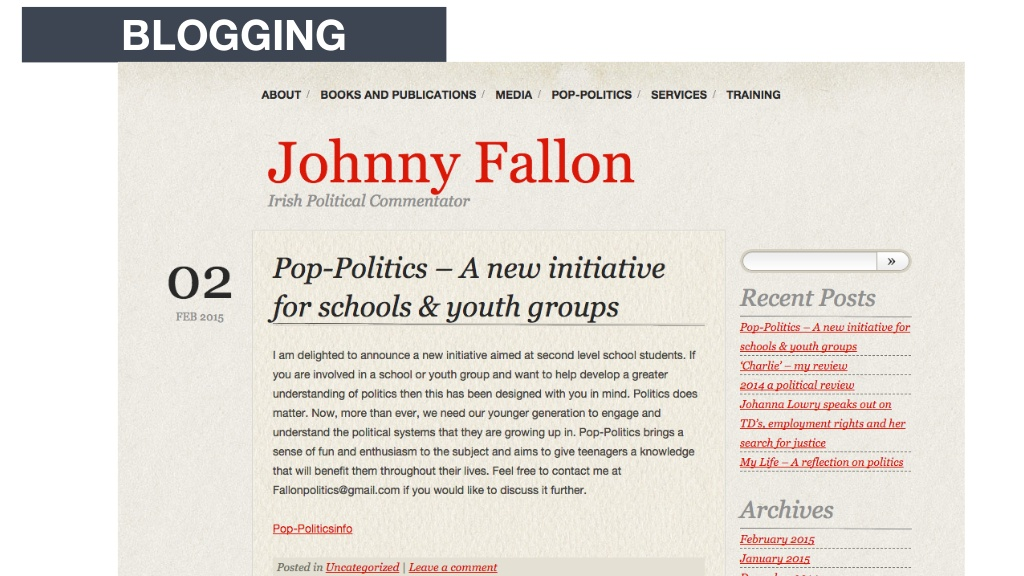 BLOGGING
ABOUT / BOOKS AND PUBLICATIONS / MEDIA / POP-POLITICS / SERVICES / TRAINING
Johnny Fallon
Irish Political Commentator
02
FEB 2015
Pop-Politics – A new initiative
for schools & youth groups
I am delighted to announce a new initiative aimed at second level school students. If
you are involved in a school or youth group and want to help develop a greater
understanding of politics then this has been designed with you in mind. Politics does
matter. Now, more than ever, we need our younger generation to engage and
understand the political systems that they are growing up in. Pop-Politics brings a
sense of fun and enthusiasm to the subject and aims to give teenagers a knowledge
that will benefit them throughout their lives. Feel free to contact me at
Fallonpolitics@gmail.com if you would like to discuss it further.
Pop-Politicsinfo
Posted in Uncategorized | Leave a comment
»
Recent Posts
Pop-Politics – A new initiative for
schools & youth groups
‘Charlie’ – my review
2014 a political review
Johanna Lowry speaks out on
TD’s, employment rights and her
search for justice
My Life – A reflection on politics
Archives
February 2015
January 2015